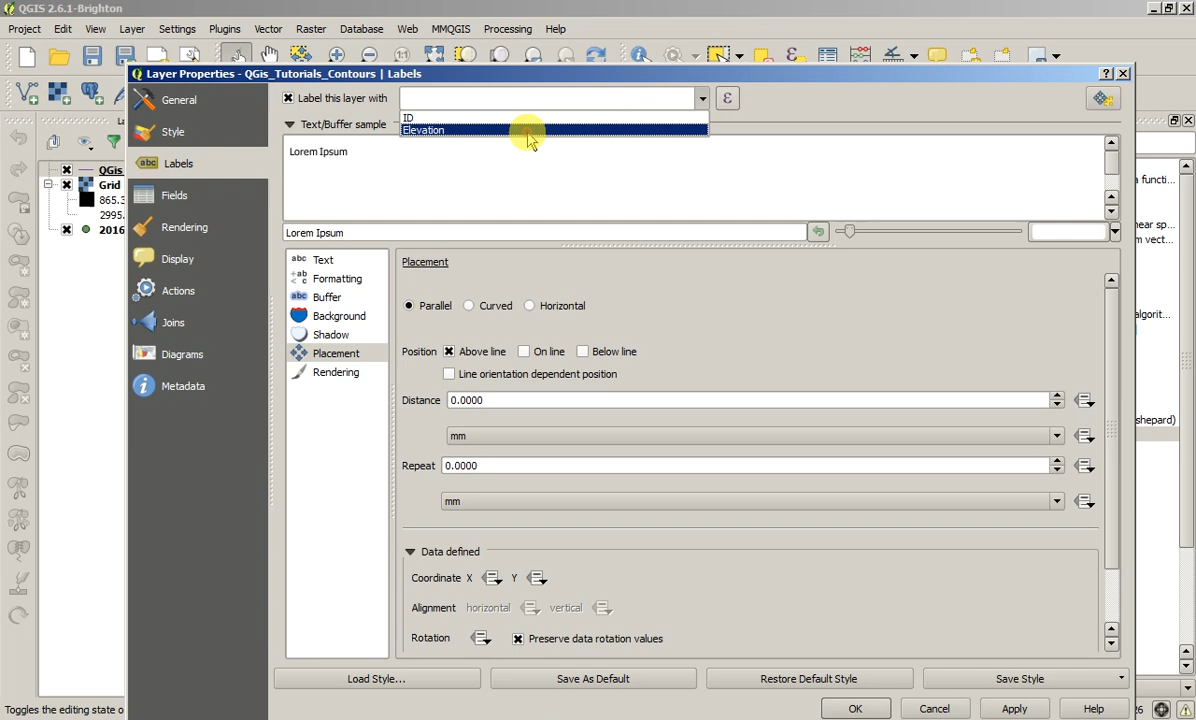 QGIS 2.6.1-Brighton
Project Edit View Layer Settings Plugins Vector Raster Database Web MMQGIS Processing Help
Layer Properties - QGis_Tutorials_Contours | Labels
General
Label this layer with
ID
Elevation
Style
Text/Buffer sample
Lorem Ipsum
Labels
QGis
Grid
865.3
2995.
2016
Fields
Rendering
Lorem Ipsum
Display
Actions
Joins
Diagrams
Metadata
Text
Formatting
Buffer
Background
Shadow
Placement
Rendering
Placement
Parallel Curved Horizontal
Position Above line On line Below line
Line orientation dependent position
Distance 0.0000
mm
Repeat 0.0000
mm
Data defined
Coordinate X Y
Alignment horizontal vertical
Rotation Preserve data rotation values
a functi...
near sp...
m vect...
algorit...
shepard)
Load Style... Save As Default Restore Default Style Save Style
OK Cancel Apply Help
Toggles the editing state o
26